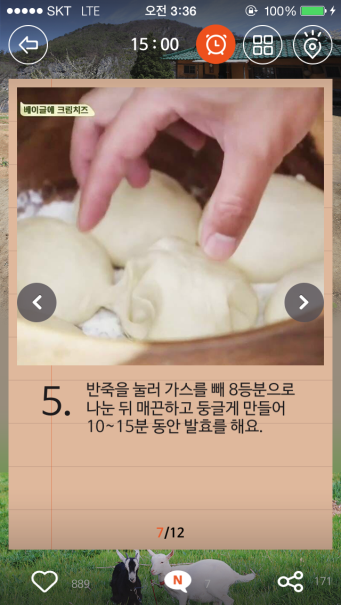 SKT LTE 오전 3:36 100%
15:00
베이글에 크림치즈
5. 반죽을 눌러 가스를 빼 8등분으로
나눈 뒤 매끈하고 둥글게 만들어
10~15분 동안 발효를 해요.
7/12
889 N 7 171